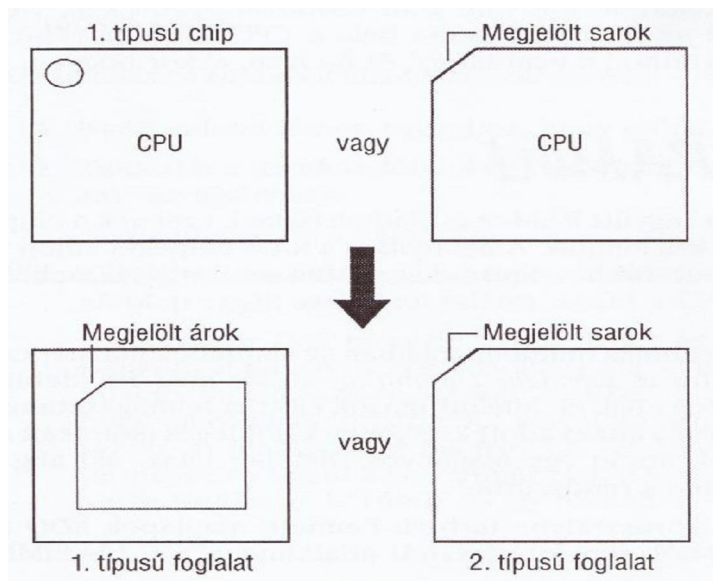 1. típusú chip
Megjelölt sarok
CPU
vagy
CPU
Megjelölt árok
Megjelölt sarok
vagy
1. típusú foglalat
2. típusú foglalat